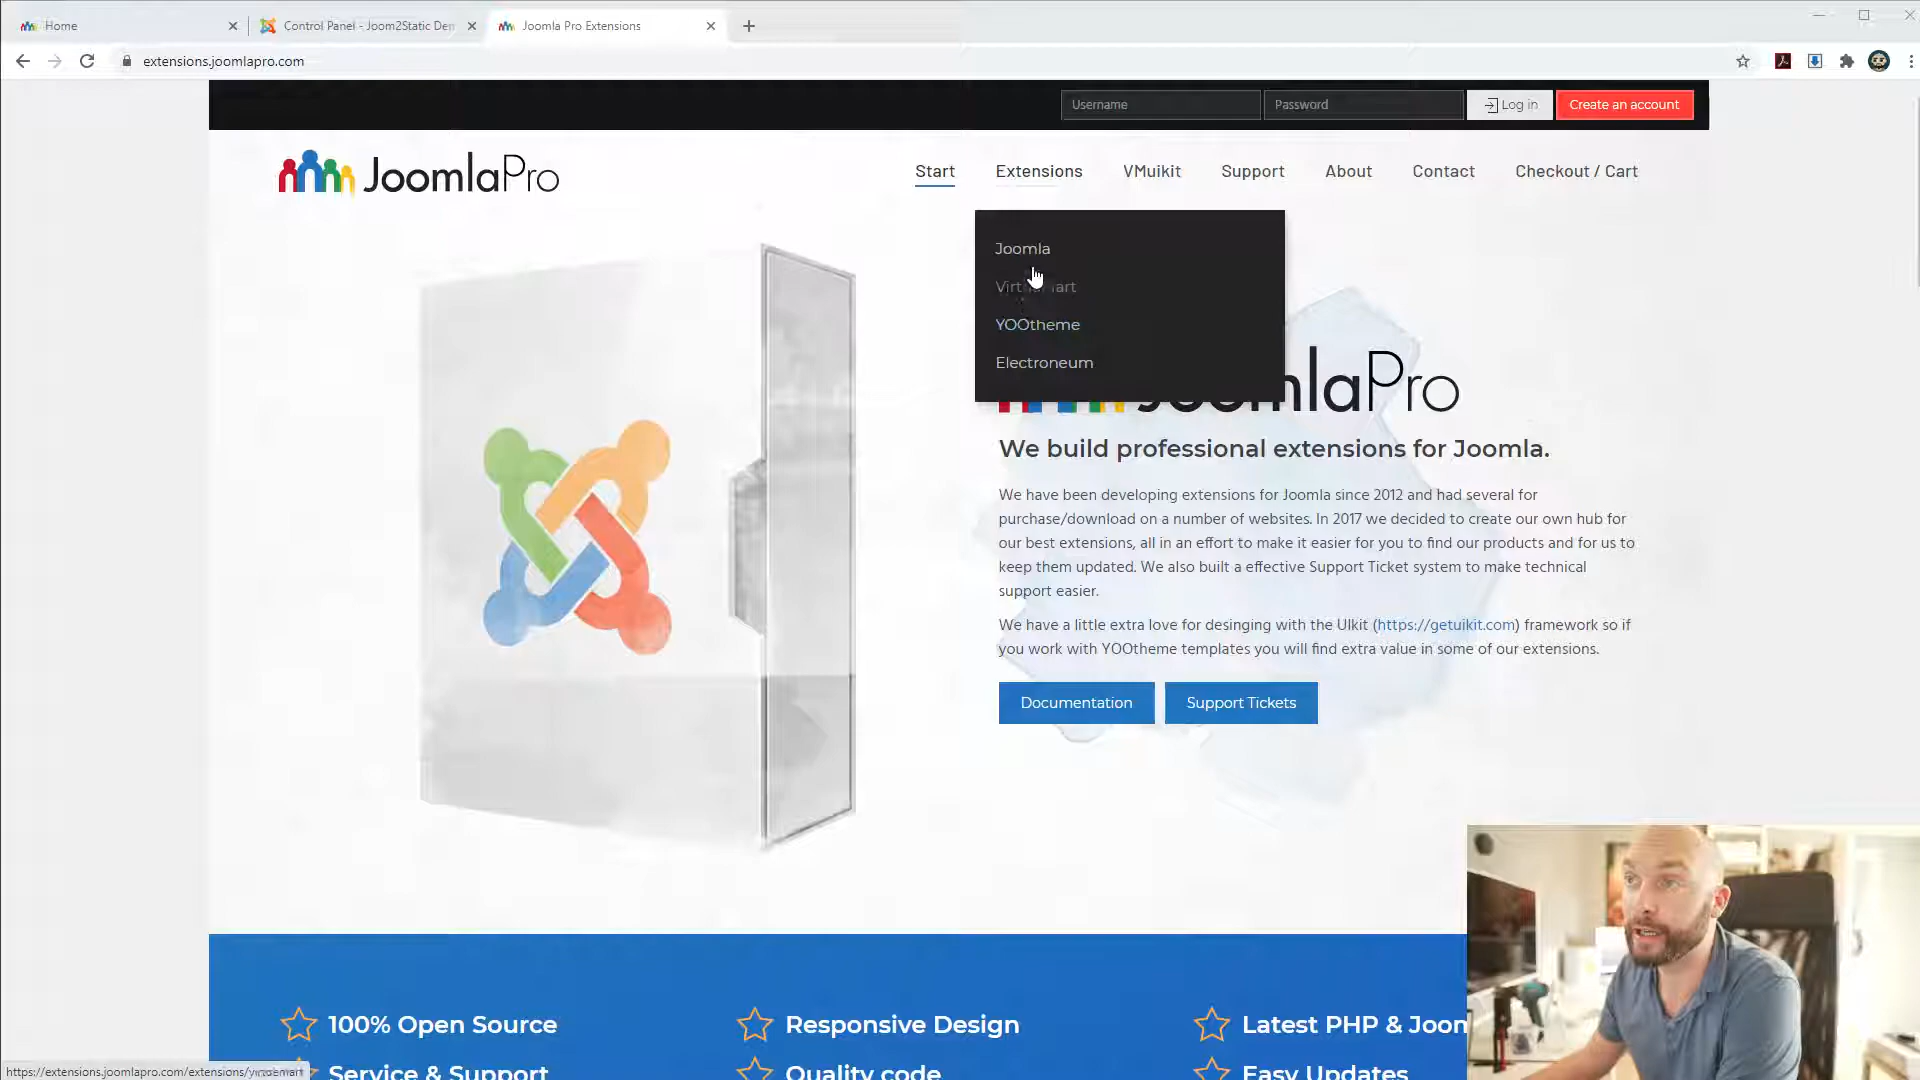 Home
Control Panel - Joom2Static Dem
Joomla Pro Extensions
extensions.joomlapro.com
Username
Password
Log in
Create an account
JoomlaPro
Start
Extensions
VMuikit
Support
About
Contact
Checkout / Cart
Joomla
YOOtheme
Electroneum
We build professional extensions for Joomla.
We have been developing extensions for Joomla since 2012 and had several for
purchase/download on a number of websites. In 2017 we decided to create our own hub for
our best extensions, all in an effort to make it easier for you to find our products and for us to
keep them updated. We also built a effective Support Ticket system to make technical
support easier.
We have a little extra love for desinging with the UIkit (https://getuikit.com) framework so if
you work with YOOtheme templates you will find extra value in some of our extensions.
Documentation
Support Tickets
100% Open Source
Responsive Design
Latest PHP & Joom
Service & Support
Quality code
Easy Updates